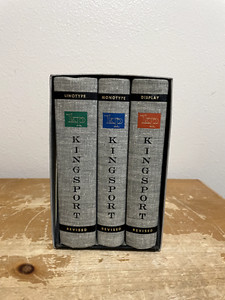 LINOTYPE
KINGSPORT
REVISED
MONOTYPE
KINGSPORT
REVISED
DISPLAY
KINGSPORT
REVISED